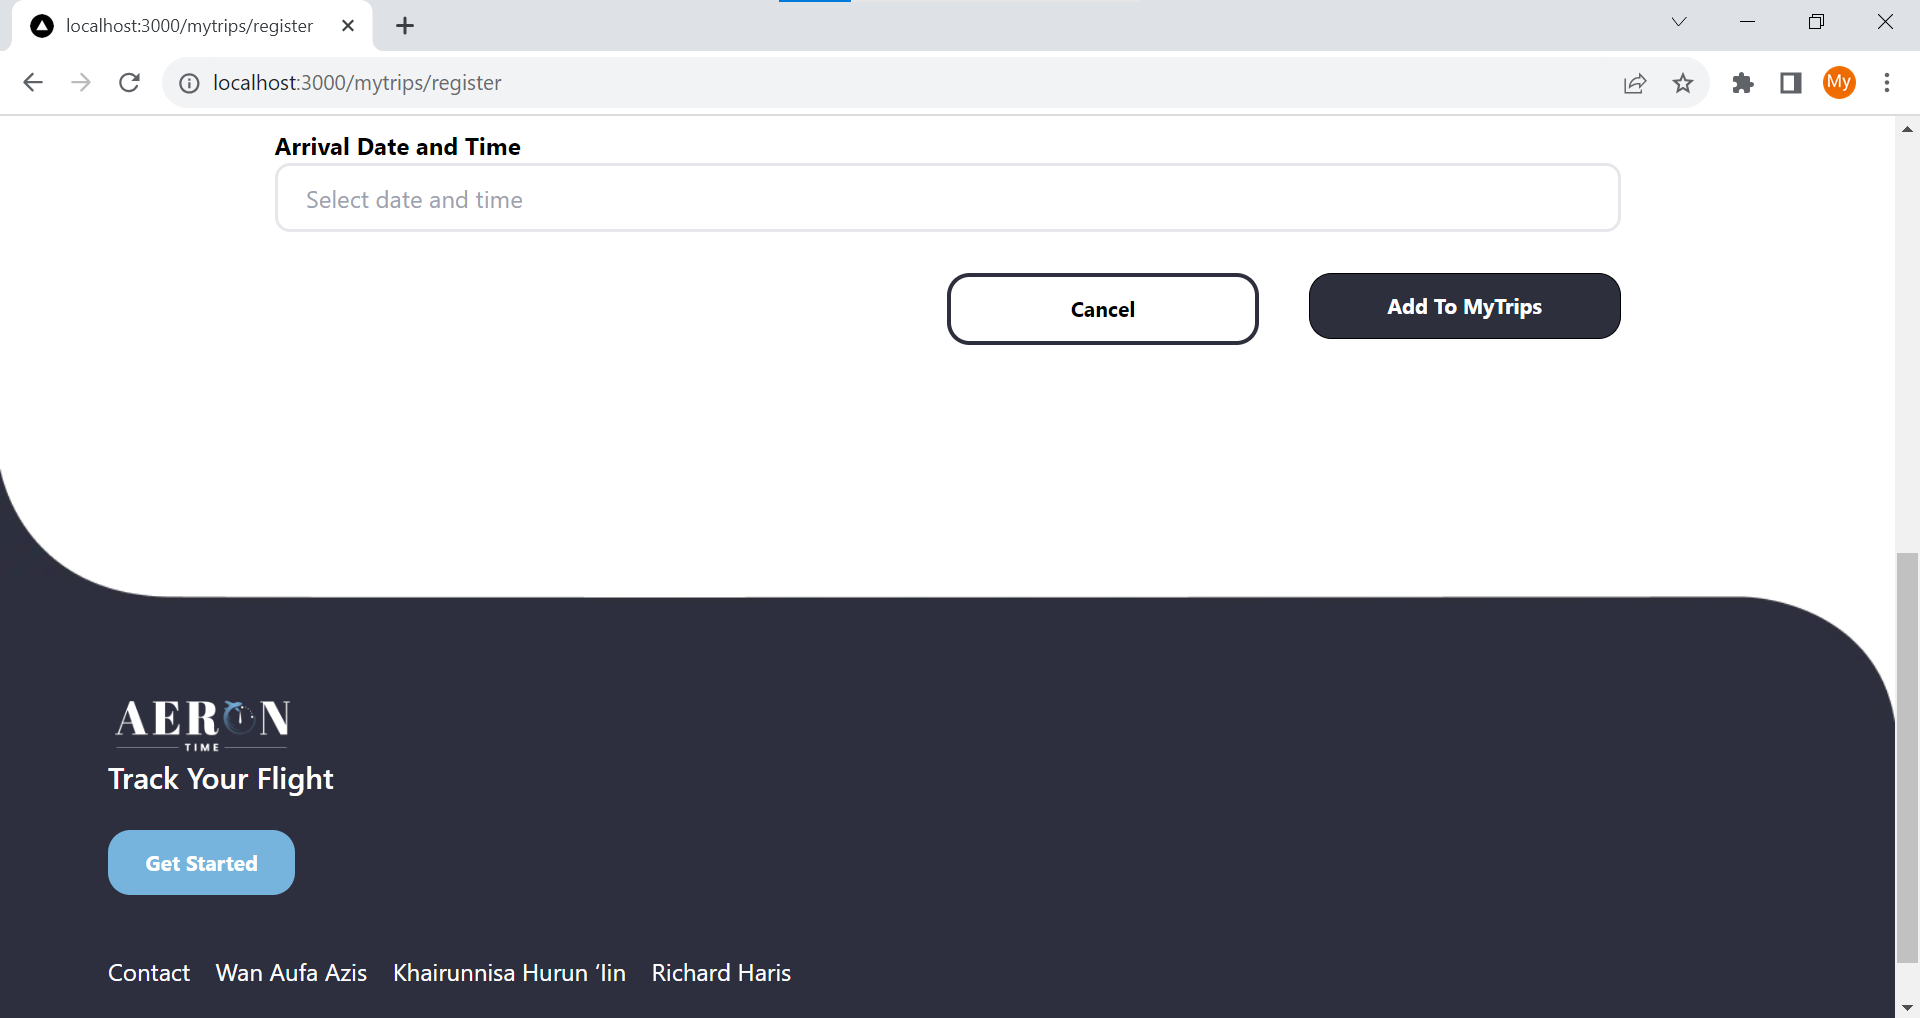 localhost:3000/mytrips/register
localhost:3000/mytrips/register
My
Arrival Date and Time
Select date and time
Cancel
Add To MyTrips
AERON
TIME
Track Your Flight
Get Started
Contact Wan Aufa Azis Khairunnisa Hurun ‘Iin Richard Haris